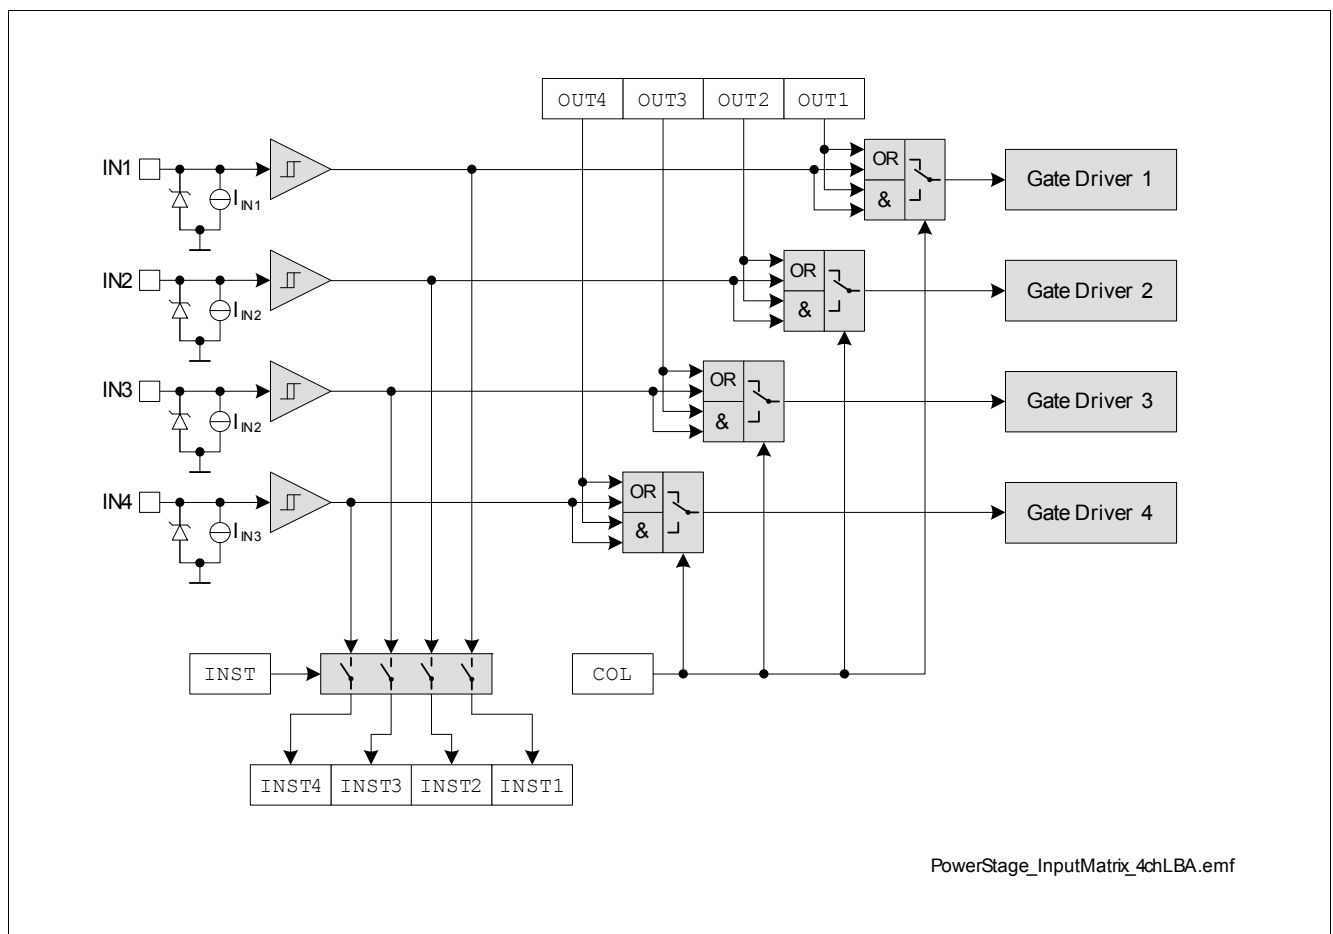 OUT4 OUT3 OUT2 OUT1
IN1
I IN1
OR
&
Gate Driver 1
IN2
I IN2
OR
&
Gate Driver 2
IN3
I IN2
OR
&
Gate Driver 3
IN4
I IN3
OR
&
Gate Driver 4
INST
COL
INST4 INST3 INST2 INST1
PowerStage_InputMatrix_4chLBA.emf